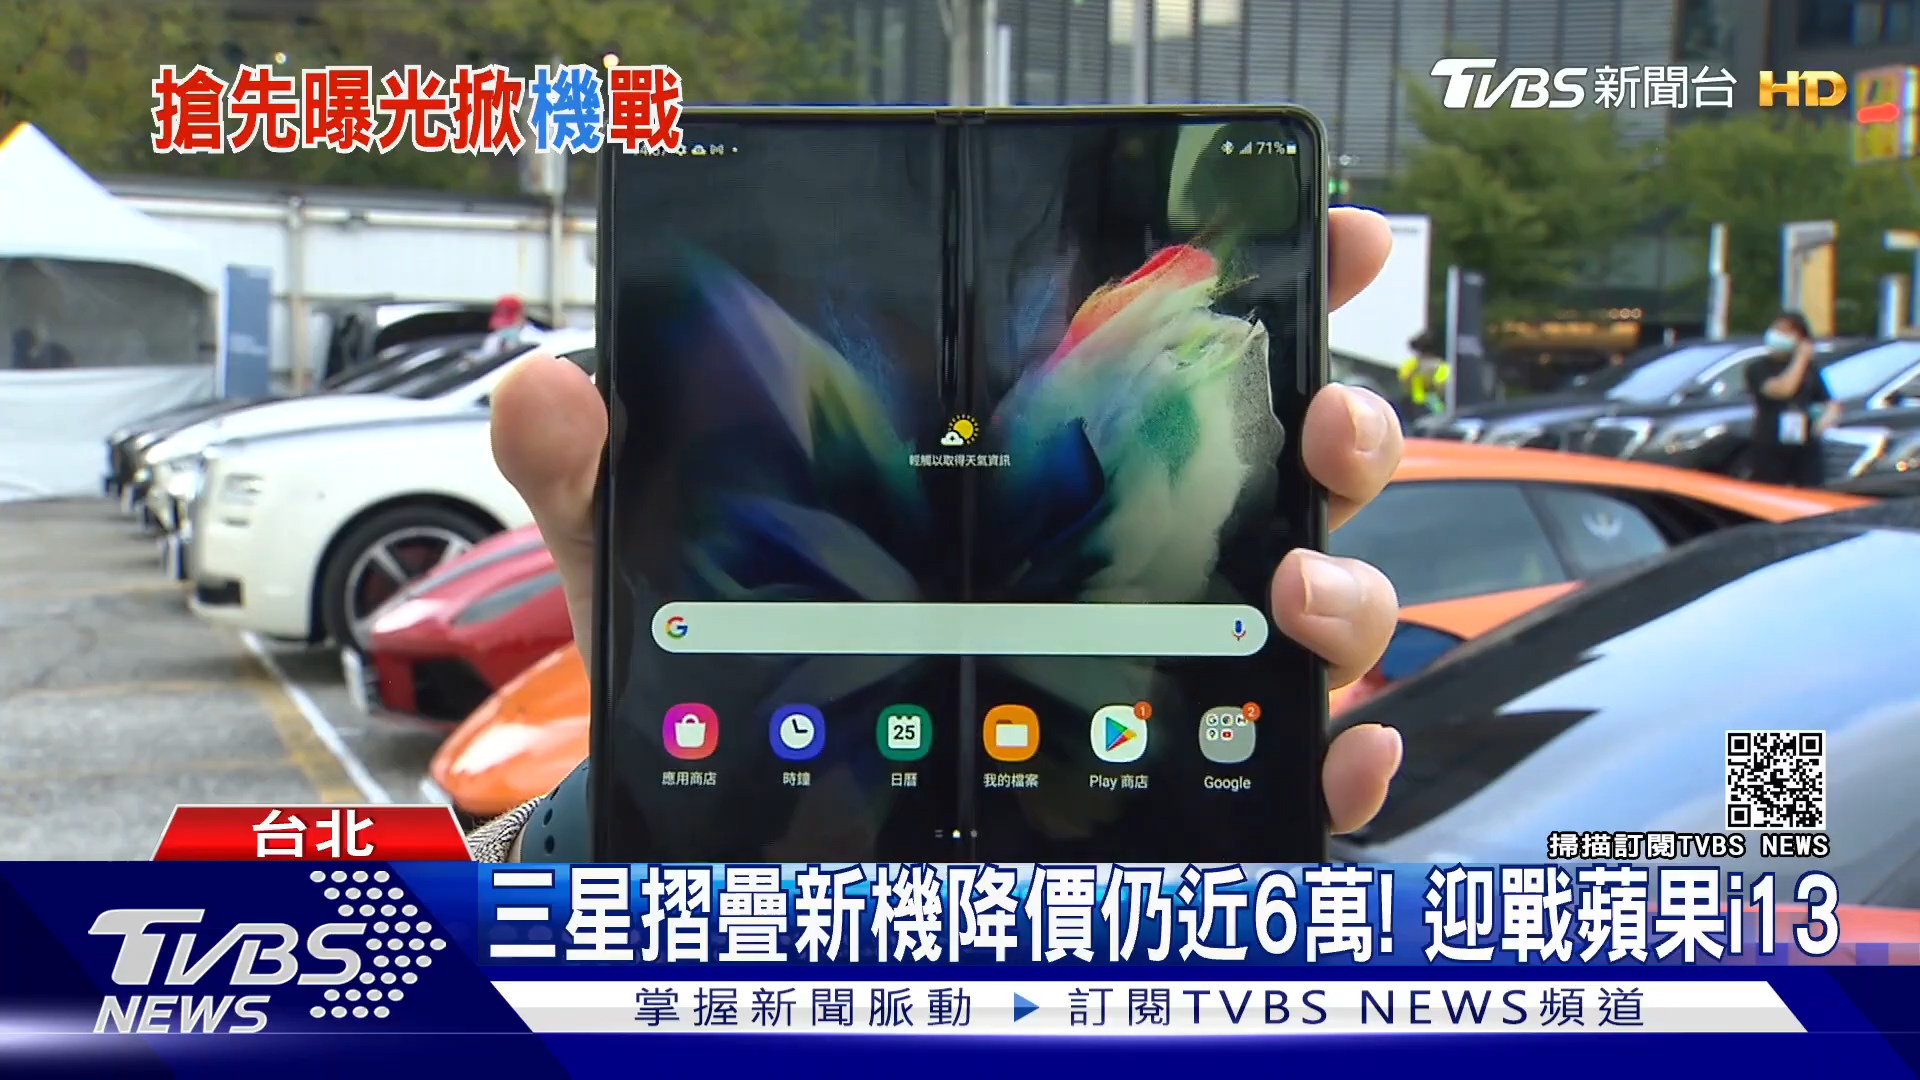 搶先曝光掀機戰
TVBS新聞台 HD
71%
輕觸以取得天氣資訊
G
25
1
2
應用商店
時鐘
日曆
我的檔案
Play 商店
Google
掃描訂閱TVBS NEWS
台北
三星摺疊新機降價仍近6萬! 迎戰蘋果i13
TVBS
NEWS
掌握新聞脈動 ▶ 訂閱TVBS NEWS頻道